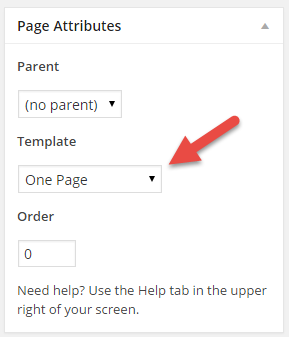 Page Attributes
Parent
(no parent)
Template
One Page
Order
0
Need help? Use the Help tab in the upper
right of your screen.